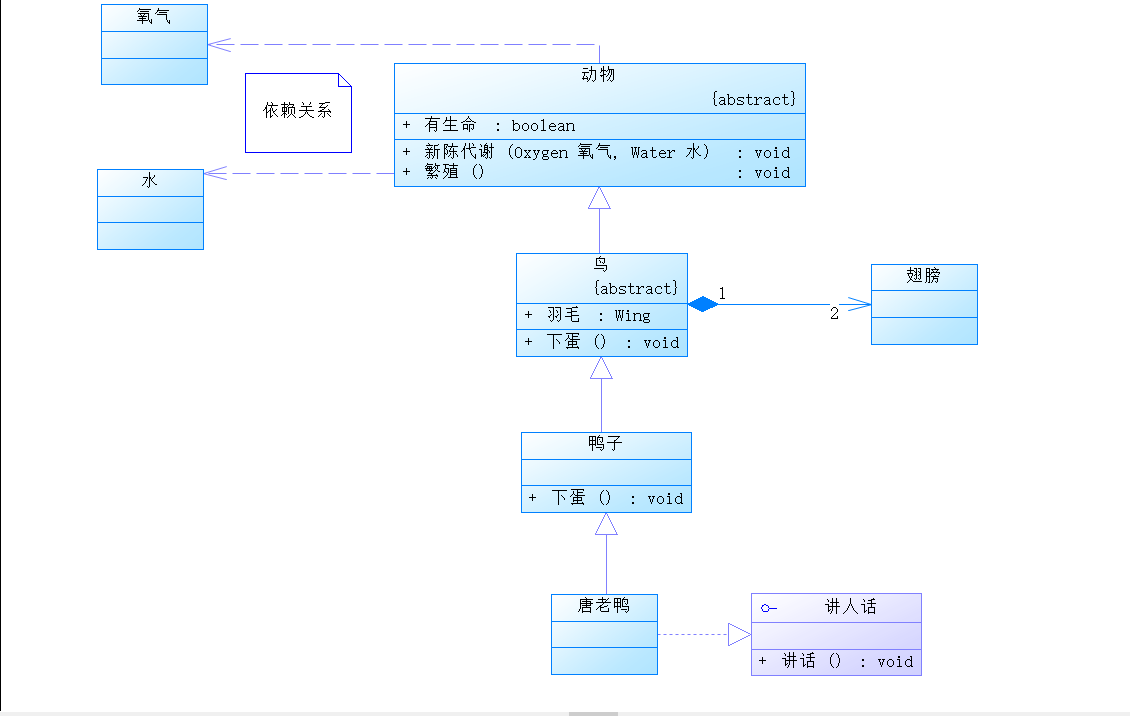 氧气
动物
{abstract}
+ 有生命 : boolean
+ 新陈代谢 (Oxygen 氧气, Water 水) : void
+ 繁殖 () : void
依赖关系
水
鸟
{abstract}
+ 羽毛 : Wing
+ 下蛋 () : void
1
2
翅膀
鸭子
+ 下蛋 () : void
唐老鸭
讲人话
+ 讲话 () : void